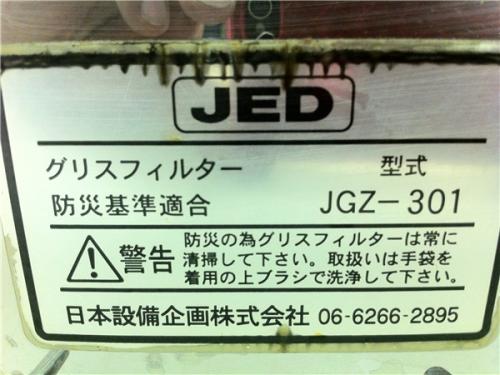 JED
グリスフィルター 型式
防災基準適合 JGZ-301
警告 防災の為グリスフィルターは常に
清掃して下さい。取扱いは手袋を
着用の上ブラシで洗浄して下さい。
日本設備企画株式会社 06-6266-2895